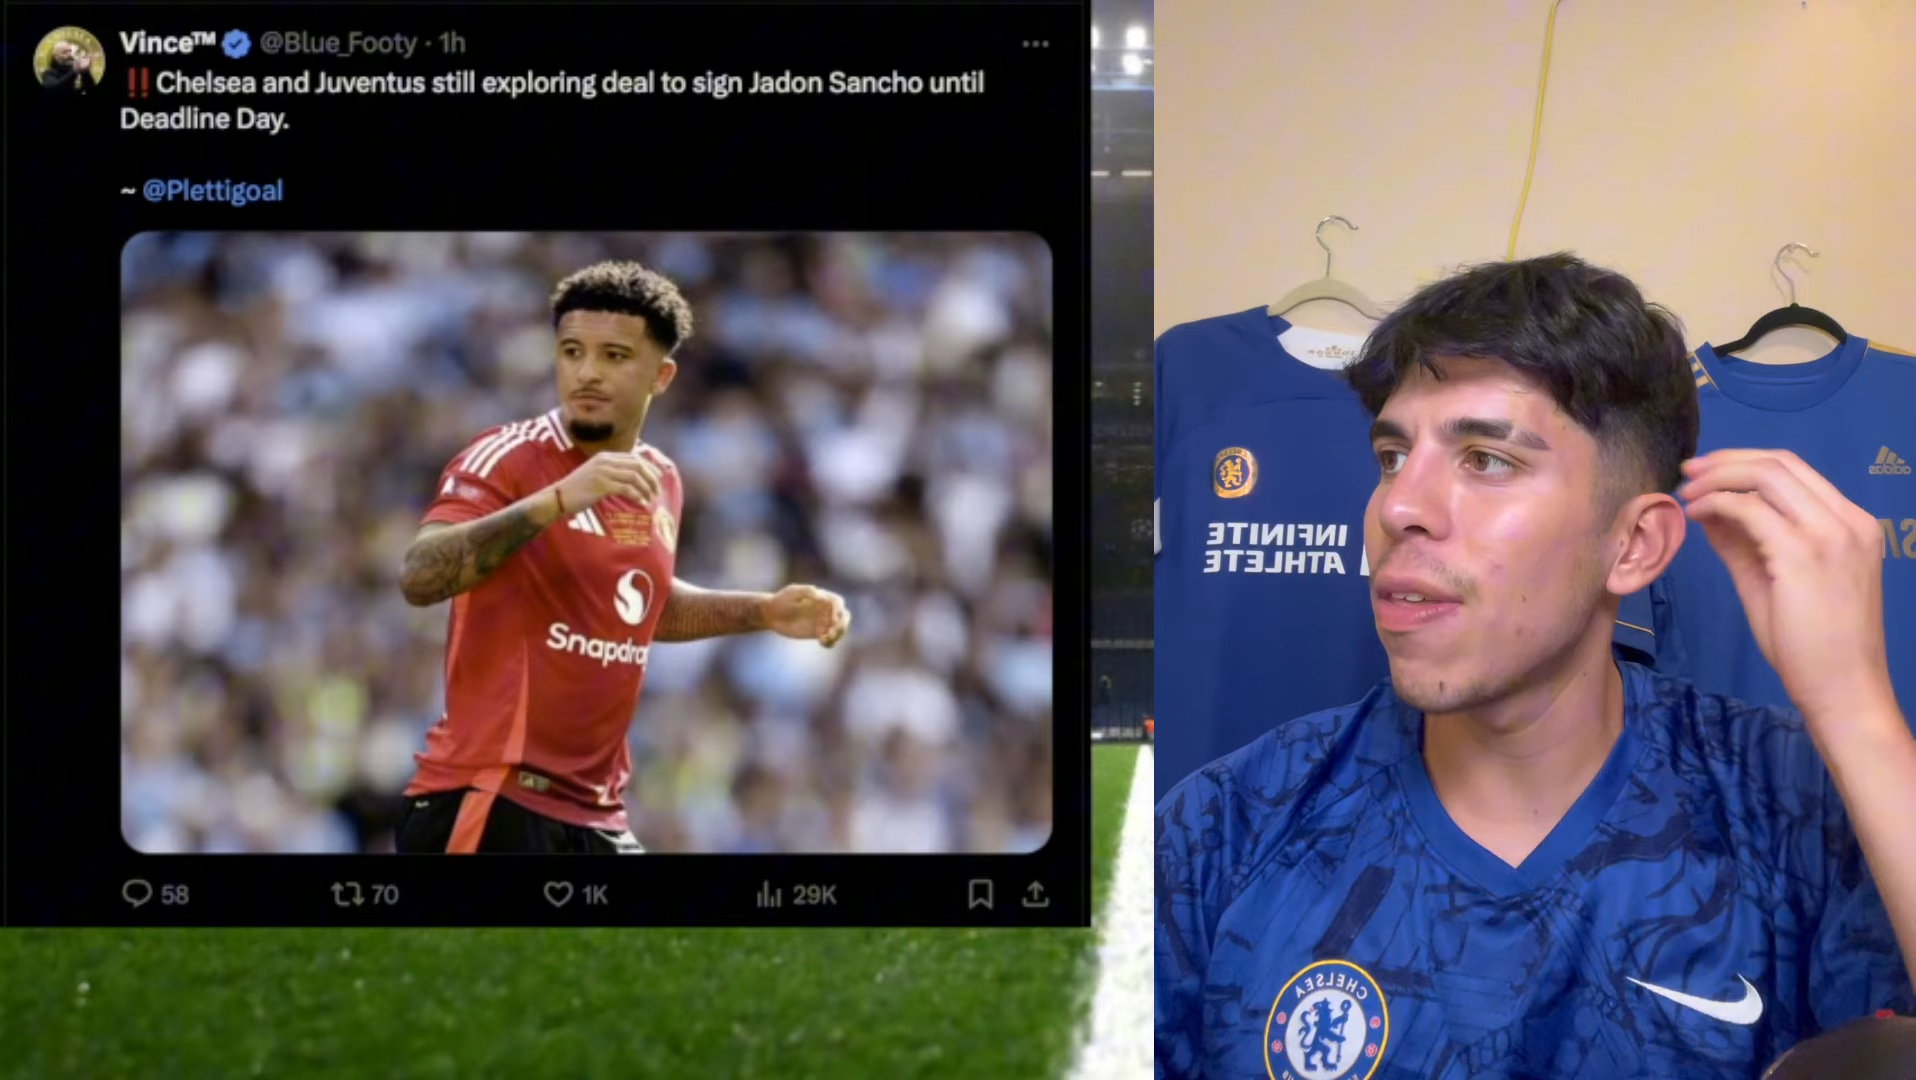 Vince™ @Blue_Footy · 1h
‼️Chelsea and Juventus still exploring deal to sign Jadon Sancho until
Deadline Day.
~ @Plettigoal
Snapdra
58 70 1K 29K
INFINITE
ATHLETE
adidas
CHELSEA